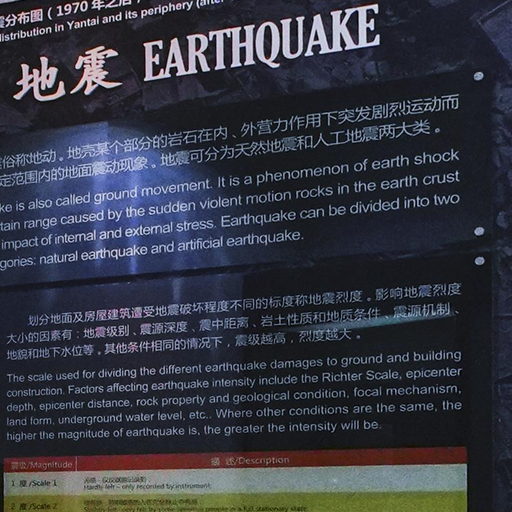 震分布图（1970年之后
distribution in Yantai and its periphery (after
地震 EARTHQUAKE
俗称地动。地壳某个部分的岩石在内、外营力作用下突发剧烈运动而
定范围内的地面震动现象。地震可分为天然地震和人工地震两大类。
ke is also called ground movement. It is a phenomenon of earth shock
tain range caused by the sudden violent motion rocks in the earth crust
impact of internal and external stress. Earthquake can be divided into two
gories: natural earthquake and artificial earthquake.
划分地面及房屋建筑遭受地震破坏程度不同的标度称地震烈度。影响地震烈度
大小的因素有：地震级别、震源深度、震中距离、岩土性质和地质条件、震源机制、
地貌和地下水位等。其他条件相同的情况下，震级越高，烈度越大。
The scale used for dividing the different earthquake damages to ground and building
construction. Factors affecting earthquake intensity include the Richter Scale, epicenter
depth, epicenter distance, rock property and geological condition, focal mechanism,
land form, underground water level, etc.. Where other conditions are the same, the
higher the magnitude of earthquake is, the greater the intensity will be.
震级/Magnitude 描 述/Description
1 度 /Scale 1
Hardly felt – only recorded by instrument;
2 度 /Scale 2